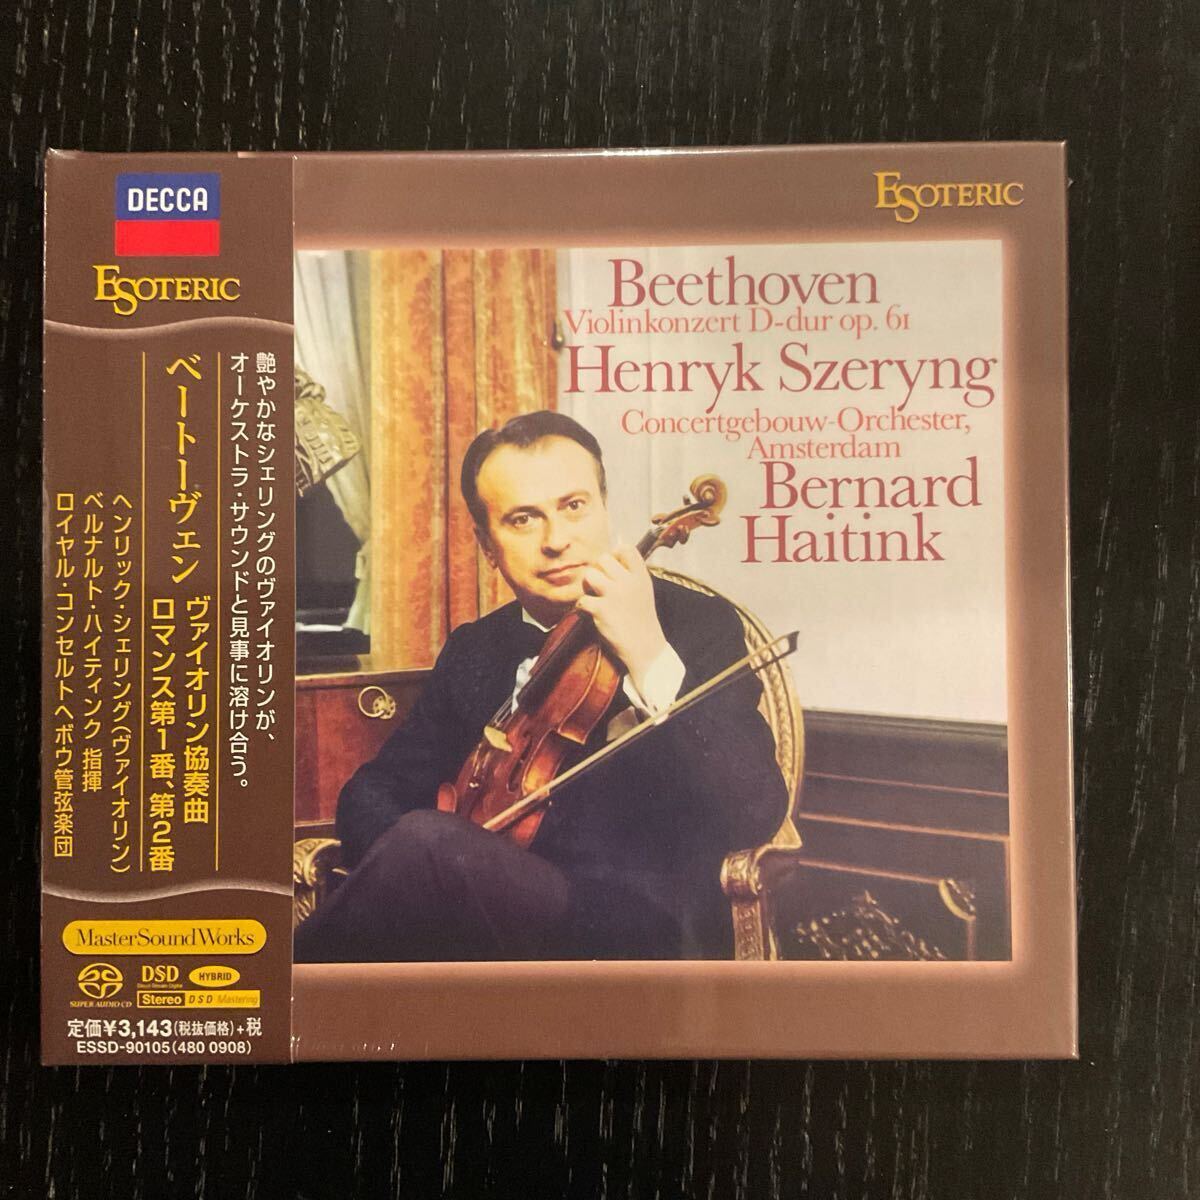 DECCA
ESOTERIC
艶やかなシェリングのヴァイオリンが、
オーケストラ・サウンドと見事に溶け合う。
ベートーヴェン
ヴァイオリン協奏曲
ロマンス第1番、第2番
ヘンリック・シェリング(ヴァイオリン)
ベルナルト・ハイティンク 指揮
ロイヤル・コンセルトヘボウ管弦楽団
MasterSoundWorks
SUPER AUDIO CD
DSD
Direct Stream Digital
HYBRID
Stereo
DSD Mastering
定価¥3,143(税抜価格)+税
ESSD-90105(480 0908)
ESOTERIC
Beethoven
Violinkonzert D-dur op. 61
Henryk Szeryng
Concertgebouw-Orchester,
Amsterdam
Bernard
Haitink